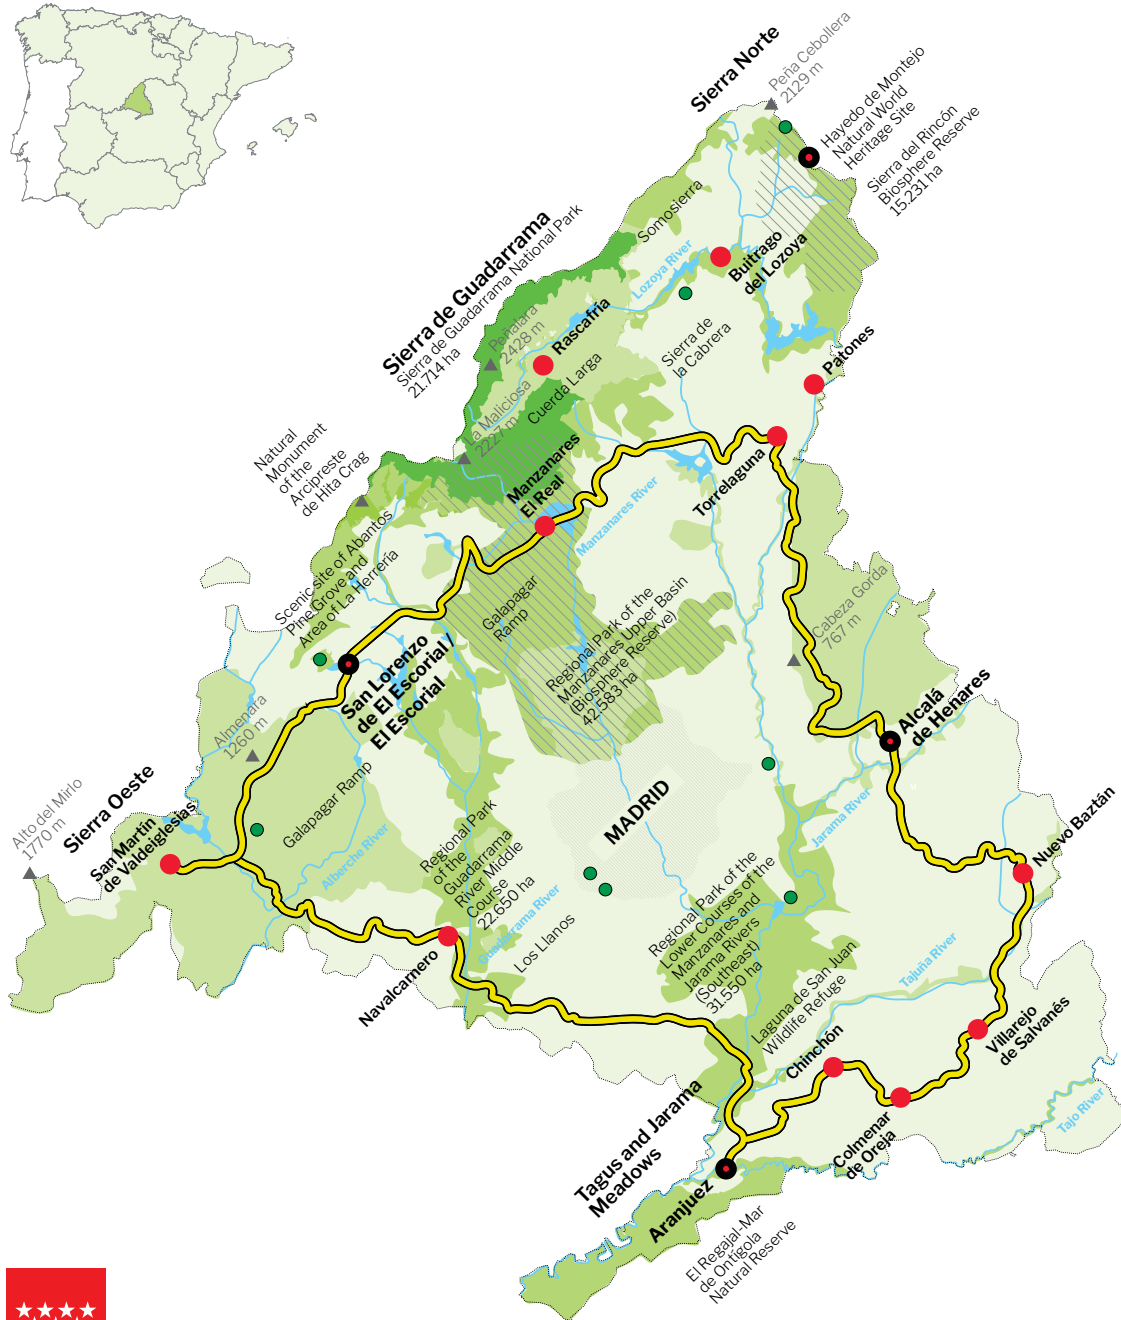 Sierra Norte
Peña Cebollera
2129 m
Hayedo de Montejo
Natural World
Heritage Site
Sierra del Rincón
Biosphere Reserve
15.231 ha
Somosierra
Lozoya River
Buitrago
del Lozoya
Sierra de Guadarrama
Sierra de Guadarrama National Park
21.714 ha
Peñalara
2428 m
Rascafría
Sierra de
la Cabrera
Patones
Cuerda Larga
La Maliciosa
2227 m
Natural
Monument
of the
Arcipreste
de Hita Crag
Manzanares
El Real
Torrelaguna
Manzanares River
Scenic site of Abantos
Pine Grove and
Area of La Herrería
Galapagar
Ramp
Regional Park of the
Manzanares Upper Basin
(Biosphere Reserve)
42.583 ha
Cabeza Gorda
767 m
San Lorenzo
de El Escorial /
El Escorial
Alcalá
de Henares
Almenara
1260 m
Galapagar Ramp
Alto del Mirlo
1770 m
Sierra Oeste
San Martín
de Valdeiglesias
MADRID
Jarama River
Nuevo Baztán
Alberche River
Regional Park
of the
Guadarrama
River Middle
Course
22.650 ha
Guadarrama River
Los Llanos
Navalcarnero
Regional Park of the
Lower Courses of the
Manzanares and
Jarama Rivers
(Southeast)
31.550 ha
Laguna de San Juan
Wildlife Refuge
Tajuña River
Villarejo
de Salvanés
Chinchón
Colmenar
de Oreja
Tajo River
Tagus and Jarama
Meadows
Aranjuez
El Regajal-Mar
de Ontígola
Natural Reserve